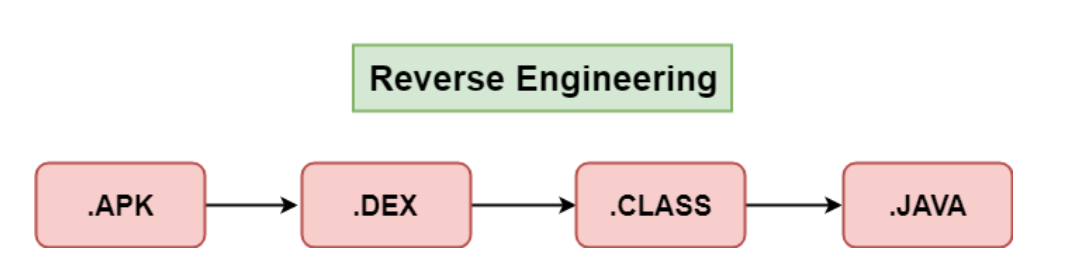 Reverse Engineering
.APK
.DEX
.CLASS
.JAVA